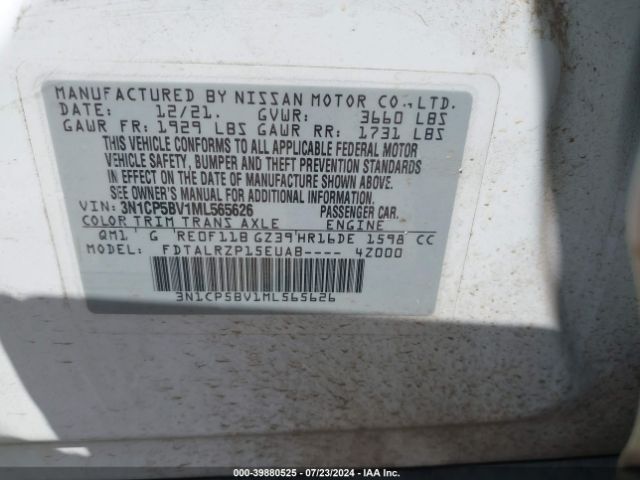 MANUFACTURED BY NISSAN MOTOR CO.,LTD.
DATE: 12/21. GVWR: 3660 LBS
GAWR FR: 1929 LBS GAWR RR: 1731 LBS
THIS VEHICLE CONFORMS TO ALL APPLICABLE FEDERAL MOTOR
VEHICLE SAFETY, BUMPER AND THEFT PREVENTION STANDARDS
IN EFFECT ON THE DATE OF MANUFACTURE SHOWN ABOVE.
SEE OWNER'S MANUAL FOR ADDITIONAL INFORMATION.
VIN: 3N1CP5BV1ML565626 PASSENGER CAR.
COLOR TRIM TRANS AXLE ENGINE
QM1' G 'RE0F11B GZ39'HR16DE 1598 CC
MODEL: FDTALRZP15EUAB---- 4Z000
3N1CP5BV1ML565626
000-39880525 - 07/23/2024 - IAA Inc.